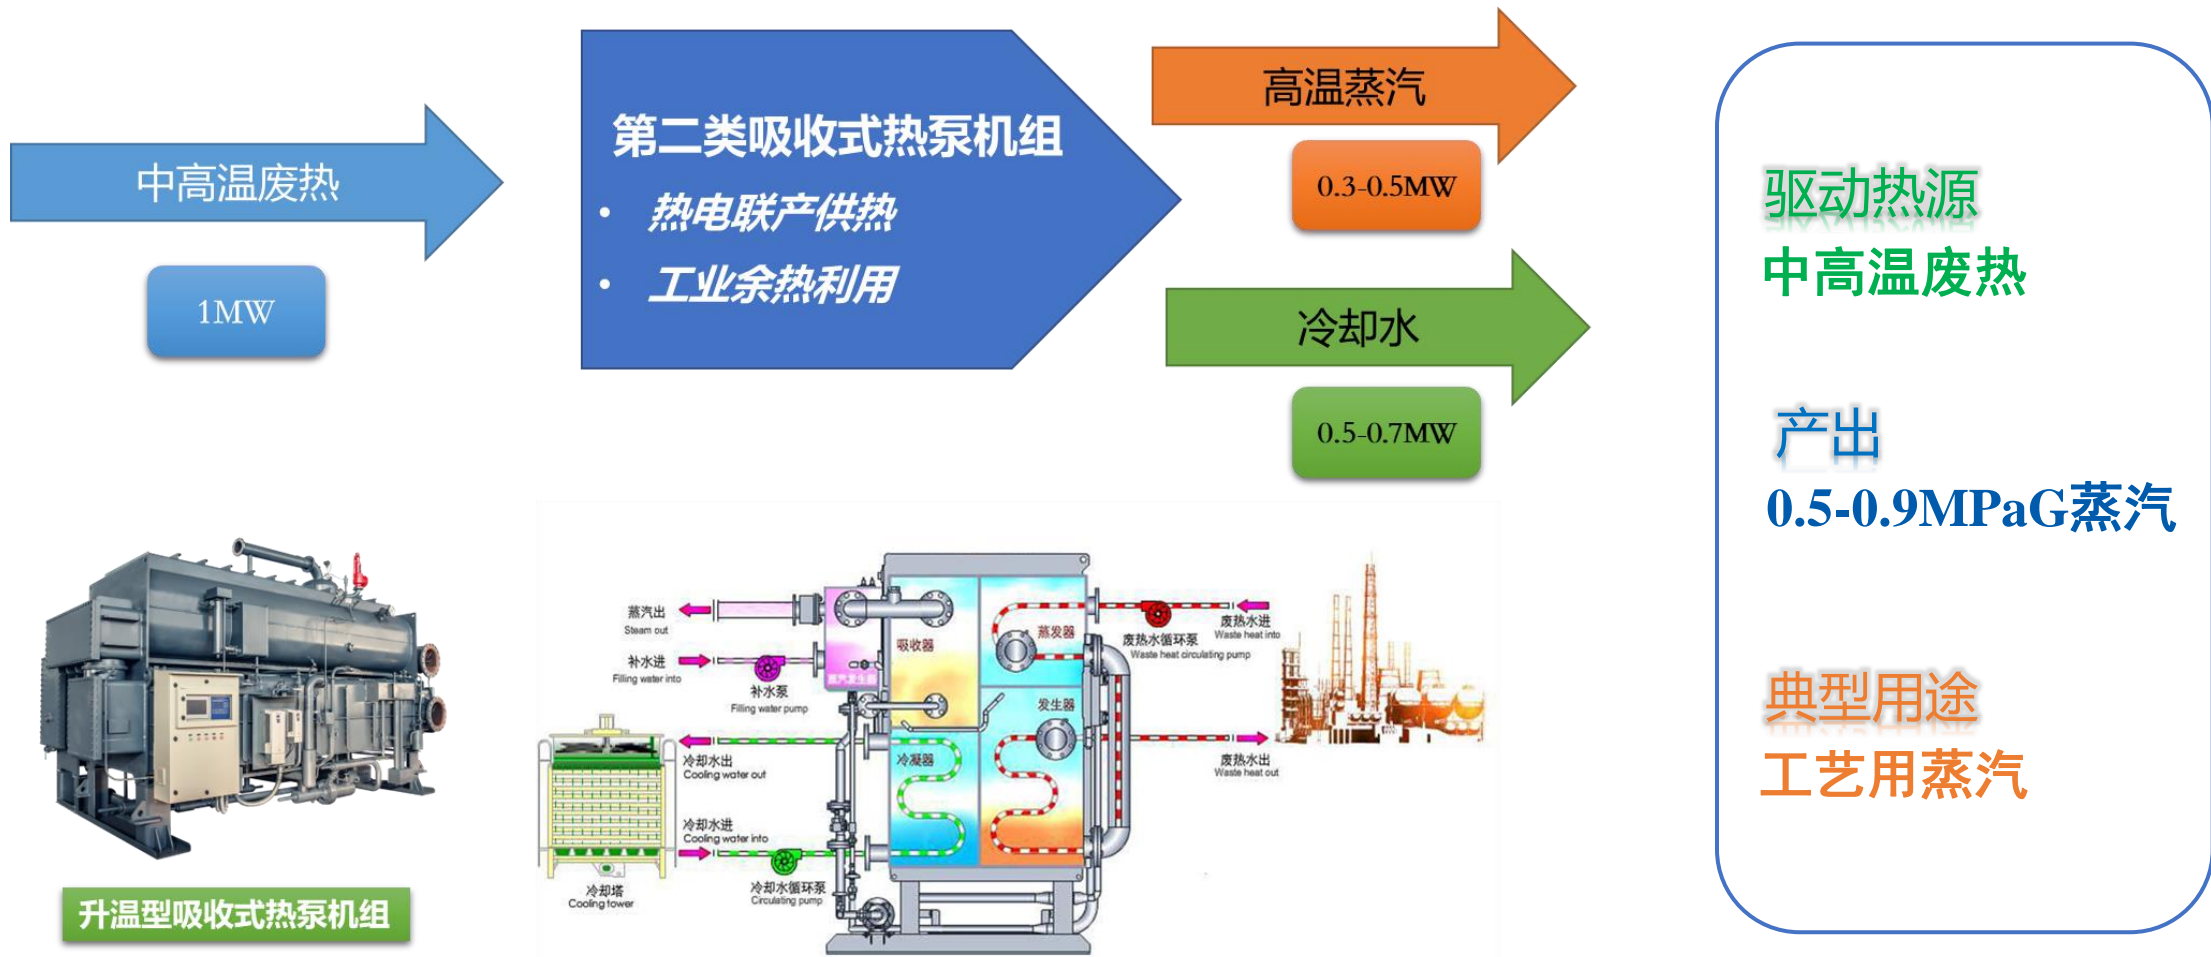 中高温废热
1MW
第二类吸收式热泵机组
• 热电联产供热
• 工业余热利用
高温蒸汽
0.3-0.5MW
冷却水
0.5-0.7MW
驱动热源
中高温废热
产出
0.5-0.9MPaG蒸汽
典型用途
工艺用蒸汽
升温型吸收式热泵机组
蒸汽出
Steam out
补水进
Filling water into
补水泵
Filling water pump
蒸汽发生器
吸收器
蒸发器
发生器
冷凝器
废热水进
Waste heat into
废热水循环泵
Waste heat circulating pump
废热水出
Waste heat out
冷却水出
Cooling water out
冷却水进
Cooling water into
冷却水循环泵
Circulating pump
冷却塔
Cooling tower